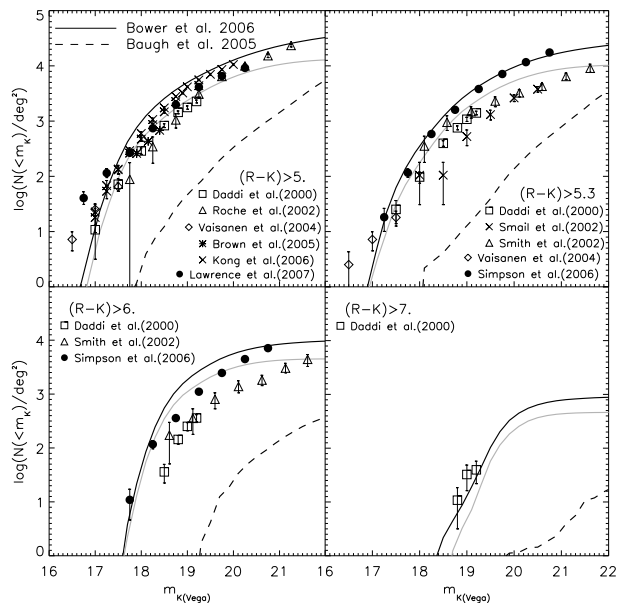 Bower et al. 2006
Baugh et al. 2005
log(N(<m_K)/deg²)
5
4
3
2
1
0
(R-K)>5.
Daddi et al.(2000)
Roche et al.(2002)
Vaisanen et al.(2004)
Brown et al.(2005)
Kong et al.(2006)
Lawrence et al.(2007)
(R-K)>5.3
Daddi et al.(2000)
Smail et al.(2002)
Smith et al.(2002)
Vaisanen et al.(2004)
Simpson et al.(2006)
log(N(<m_K)/deg²)
4
3
2
1
0
(R-K)>6.
Daddi et al.(2000)
Smith et al.(2002)
Simpson et al.(2006)
(R-K)>7.
Daddi et al.(2000)
16 17 18 19 20 21 16 17 18 19 20 21 22
m_K(Vega) m_K(Vega)